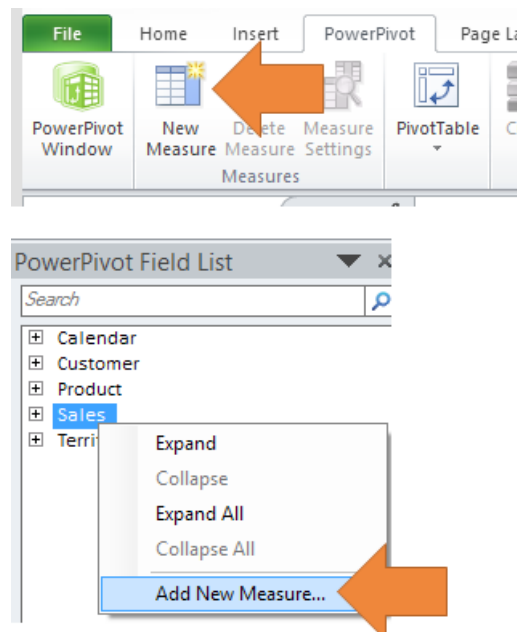 File Home Insert PowerPivot Page La
PowerPivot Window
New Measure
Delete Measure
Measure Settings
PivotTable
Measures
PowerPivot Field List
Search
Calendar
Customer
Product
Sales
Terri
Expand
Collapse
Expand All
Collapse All
Add New Measure...